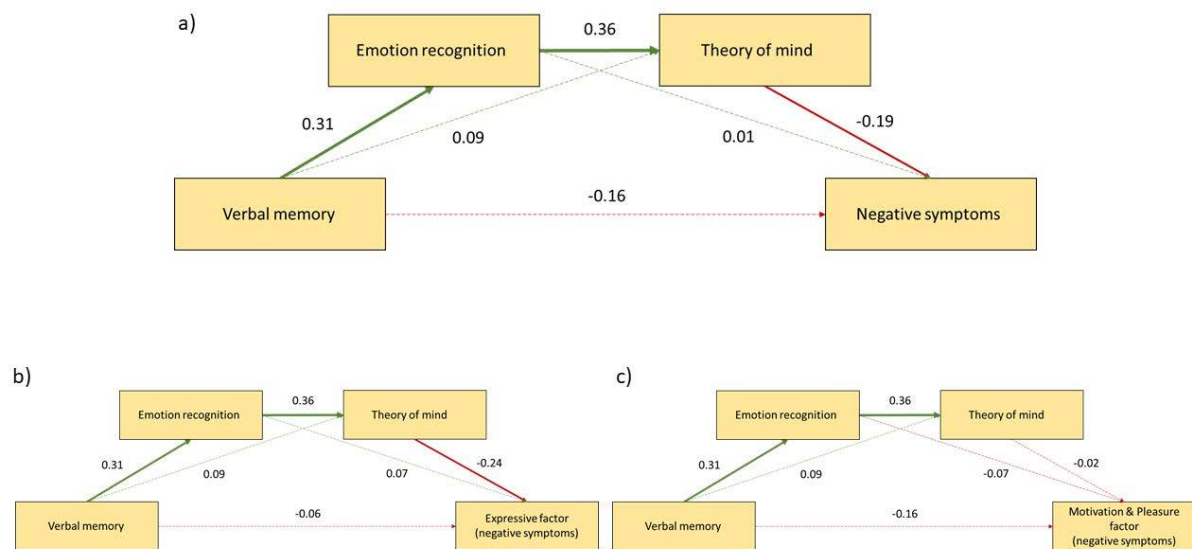 a)
Emotion recognition
0.36
Theory of mind
0.31
0.09
0.01
-0.19
Verbal memory
-0.16
Negative symptoms
b)
Emotion recognition
0.36
Theory of mind
0.31
0.09
0.07
-0.24
Verbal memory
-0.06
Expressive factor
(negative symptoms)
c)
Emotion recognition
0.36
Theory of mind
0.31
0.09
-0.07
-0.02
Verbal memory
-0.16
Motivation & Pleasure
factor
(negative symptoms)